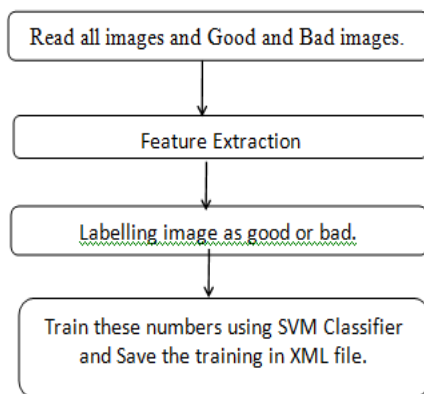 Read all images and Good and Bad images.
Feature Extraction
Labelling image as good or bad.
Train these numbers using SVM Classifier
and Save the training in XML file.